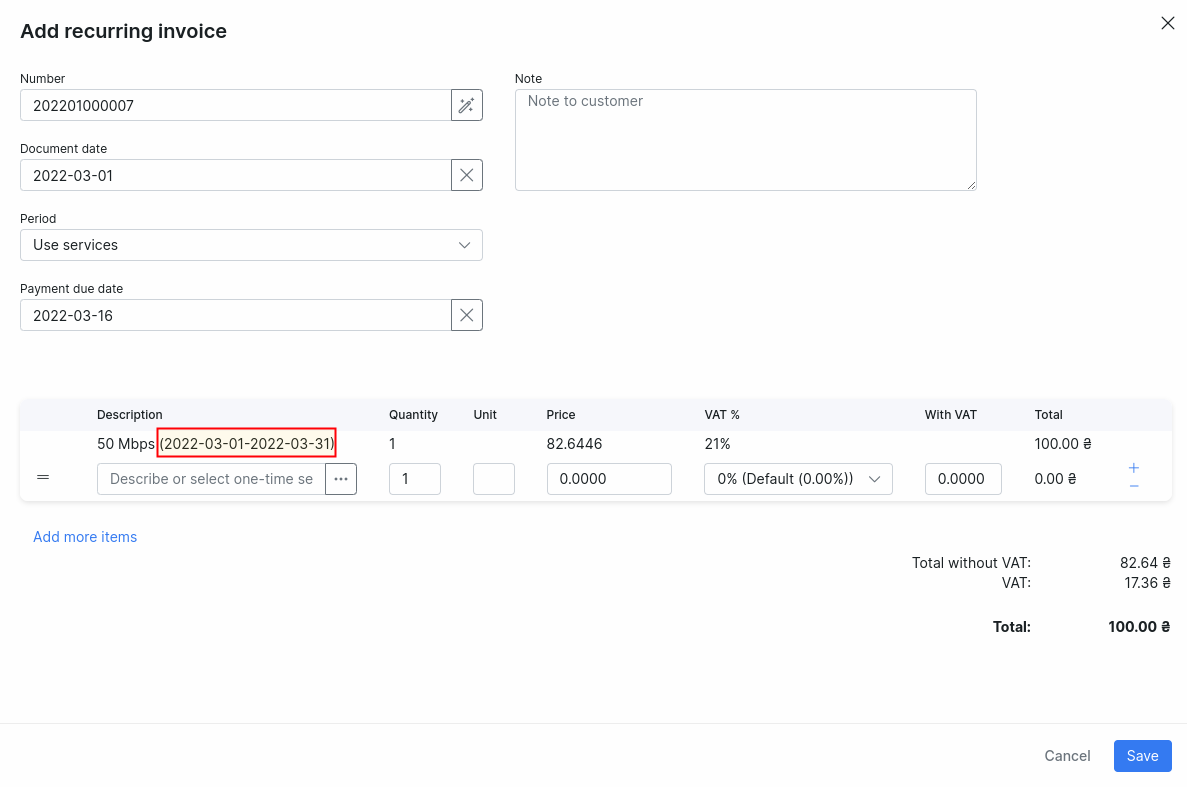 Add recurring invoice
Number
202201000007
Note
Note to customer
Document date
2022-03-01
Period
Use services
Payment due date
2022-03-16
Description Quantity Unit Price VAT % With VAT Total
50 Mbps (2022-03-01-2022-03-31) 1 82.6446 21% 100.00 ₴
Describe or select one-time se ... 1 0.0000 0% (Default (0.00%)) 0.0000 0.00 ₴
Add more items
Total without VAT: 82.64 ₴
VAT: 17.36 ₴
Total: 100.00 ₴
Cancel Save